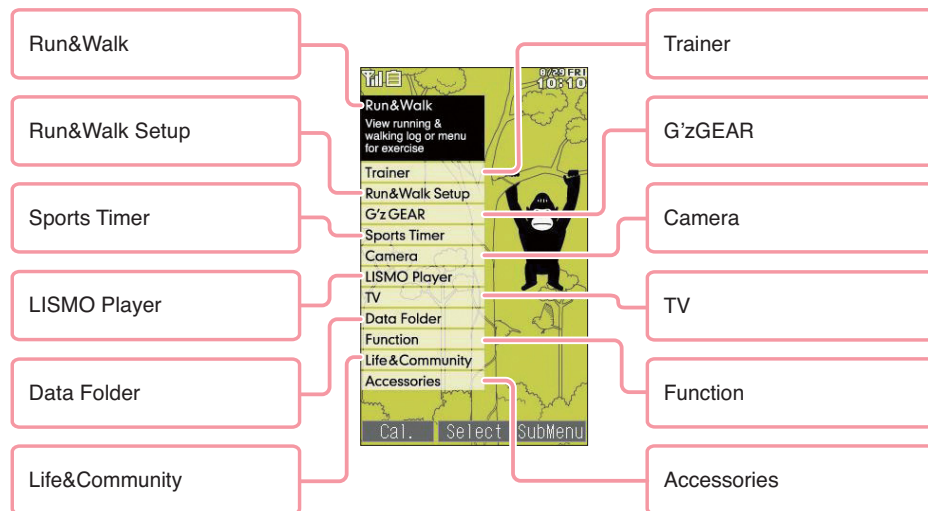 Run&Walk
Run&Walk Setup
Sports Timer
LISMO Player
Data Folder
Life&Community
8/29 FRI
10:10
Run&Walk
View running &
walking log or menu
for exercise
Trainer
Run&Walk Setup
G'z GEAR
Sports Timer
Camera
LISMO Player
TV
Data Folder
Function
Life&Community
Accessories
Cal. Select SubMenu
Trainer
G'zGEAR
Camera
TV
Function
Accessories